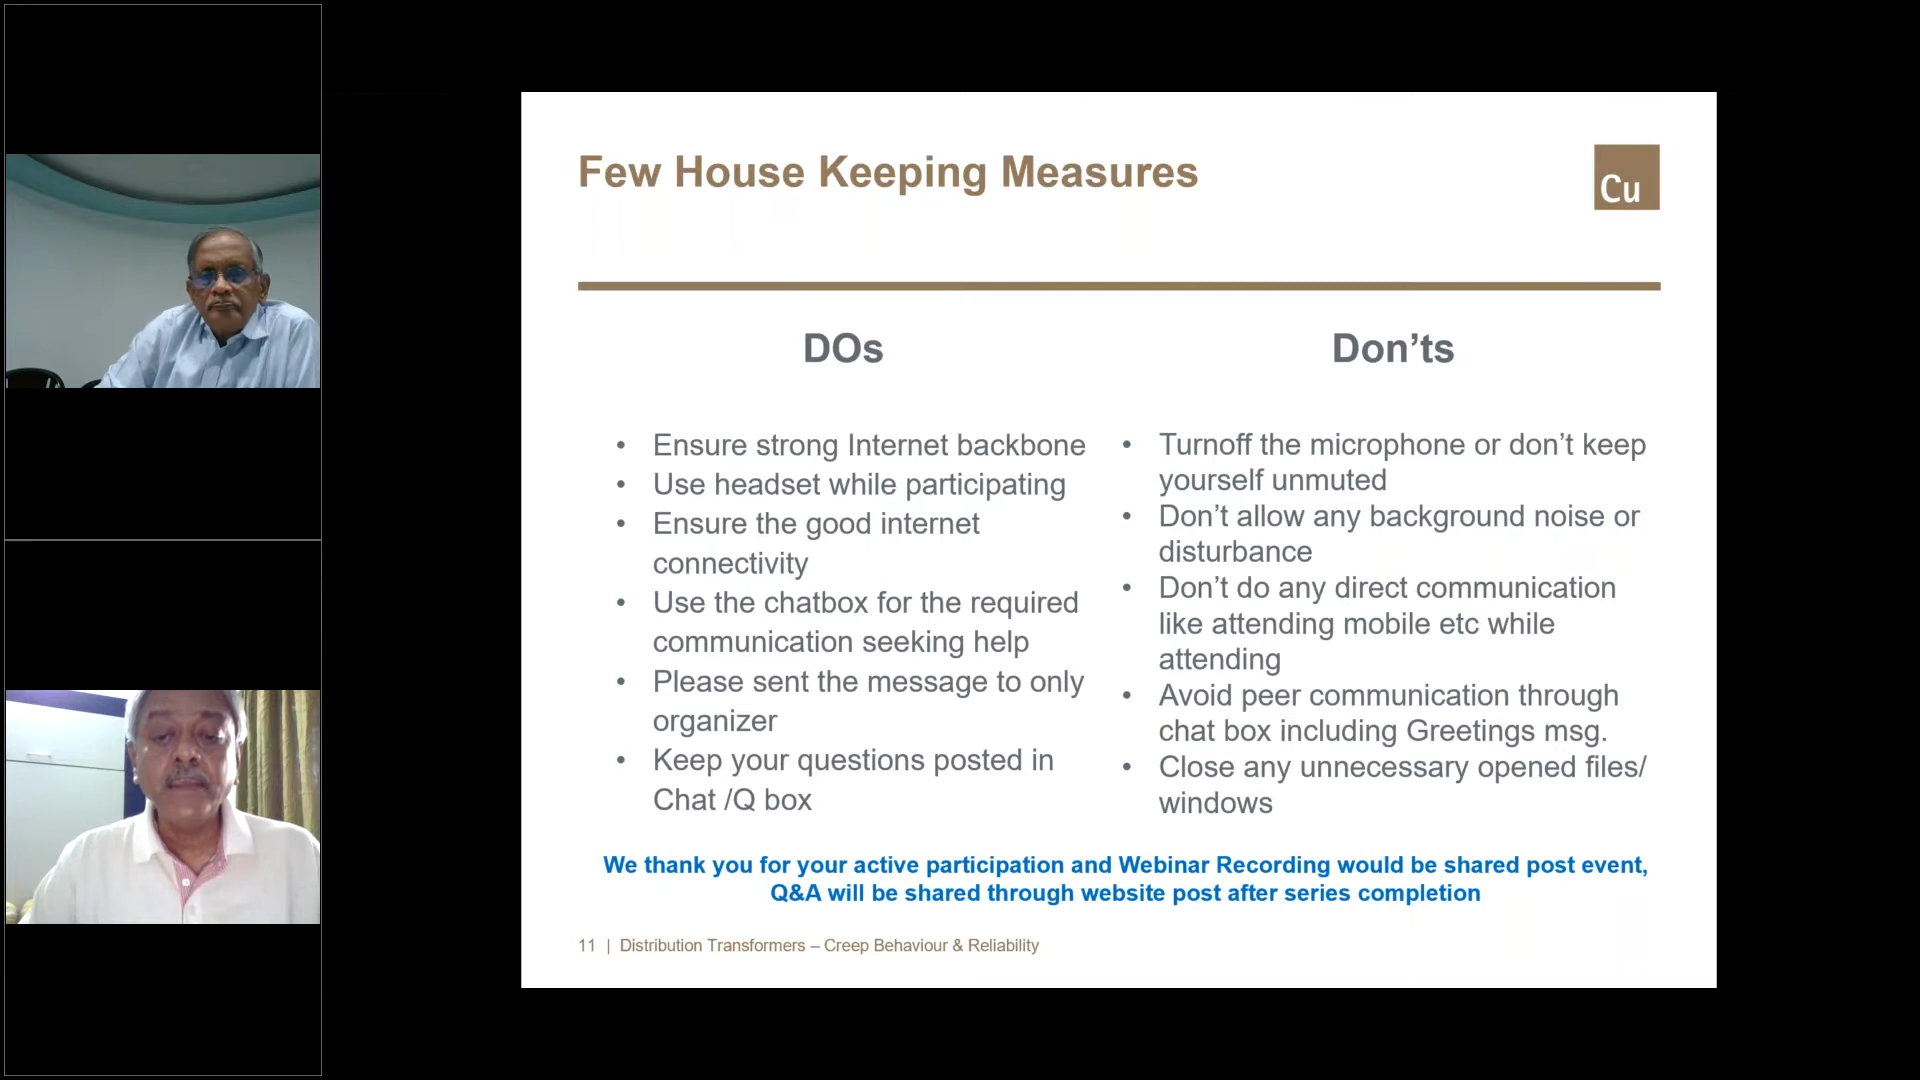 Few House Keeping Measures
Cu
DOs
• Ensure strong Internet backbone
• Use headset while participating
• Ensure the good internet
connectivity
• Use the chatbox for the required
communication seeking help
• Please sent the message to only
organizer
• Keep your questions posted in
Chat /Q box
Don’ts
• Turnoff the microphone or don’t keep
yourself unmuted
• Don’t allow any background noise or
disturbance
• Don’t do any direct communication
like attending mobile etc while
attending
• Avoid peer communication through
chat box including Greetings msg.
• Close any unnecessary opened files/
windows
We thank you for your active participation and Webinar Recording would be shared post event,
Q&A will be shared through website post after series completion
11 | Distribution Transformers – Creep Behaviour & Reliability